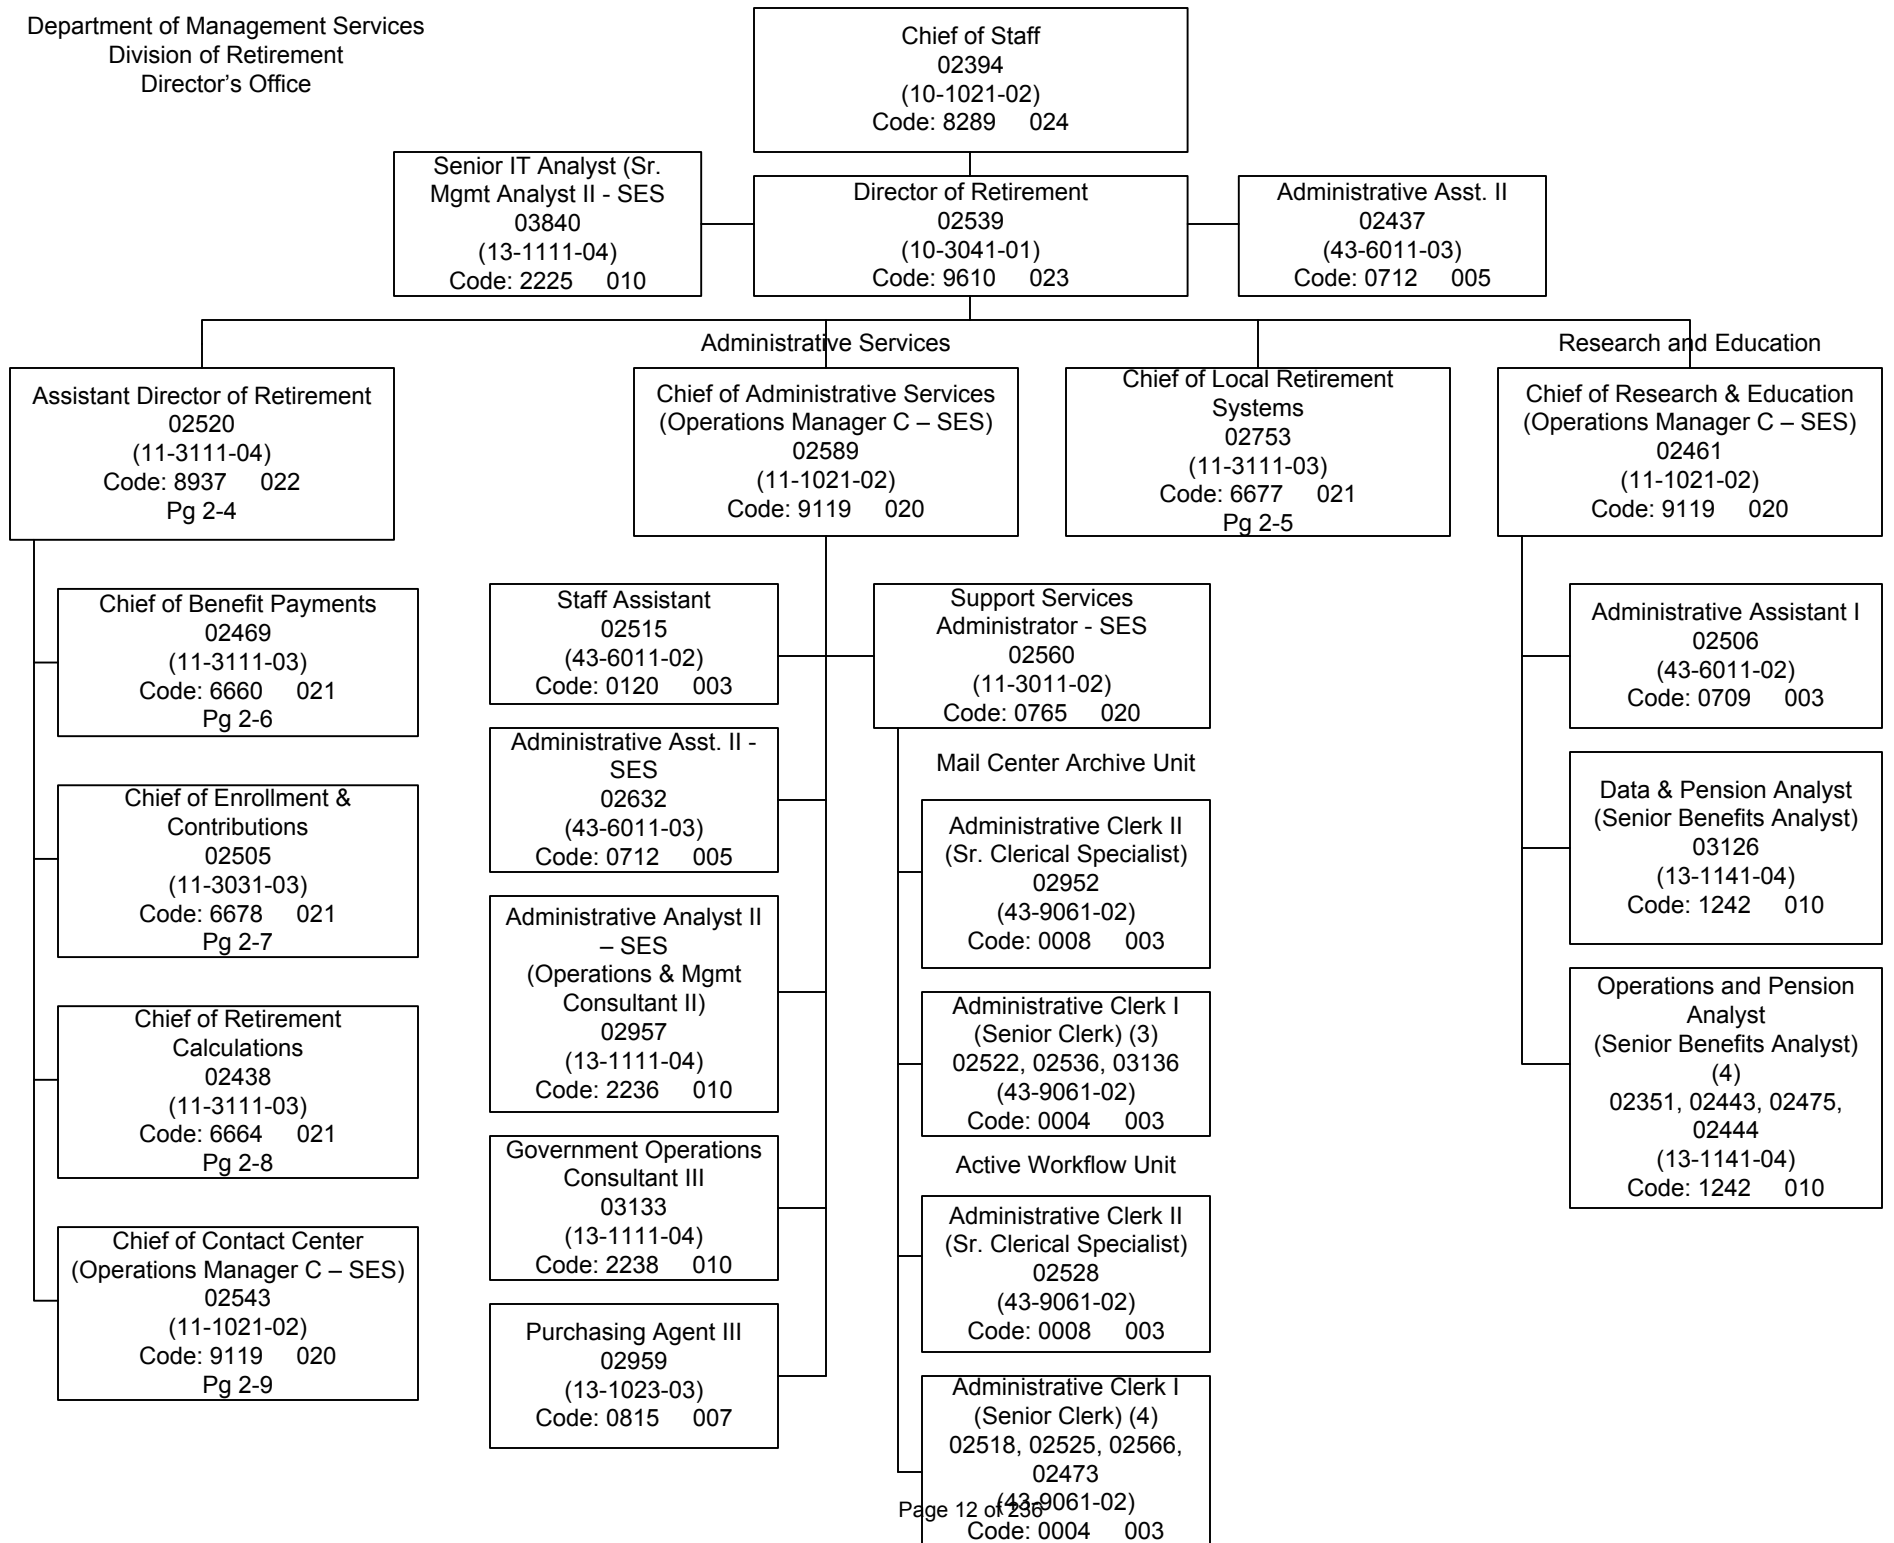 Department of Management Services
Division of Retirement
Director's Office
Chief of Staff
02394
(10-1021-02)
Code: 8289 024
Senior IT Analyst (Sr.
Mgmt Analyst II - SES
03840
(13-1111-04)
Code: 2225 010
Director of Retirement
02539
(10-3041-01)
Code: 9610 023
Administrative Asst. II
02437
(43-6011-03)
Code: 0712 005
Administrative Services
Research and Education
Assistant Director of Retirement
02520
(11-3111-04)
Code: 8937 022
Pg 2-4
Chief of Administrative Services
(Operations Manager C – SES)
02589
(11-1021-02)
Code: 9119 020
Chief of Local Retirement
Systems
02753
(11-3111-03)
Code: 6677 021
Pg 2-5
Chief of Research & Education
(Operations Manager C – SES)
02461
(11-1021-02)
Code: 9119 020
Chief of Benefit Payments
02469
(11-3111-03)
Code: 6660 021
Pg 2-6
Chief of Enrollment &
Contributions
02505
(11-3031-03)
Code: 6678 021
Pg 2-7
Chief of Retirement
Calculations
02438
(11-3111-03)
Code: 6664 021
Pg 2-8
Chief of Contact Center
(Operations Manager C – SES)
02543
(11-1021-02)
Code: 9119 020
Pg 2-9
Staff Assistant
02515
(43-6011-02)
Code: 0120 003
Administrative Asst. II -
SES
02632
(43-6011-03)
Code: 0712 005
Administrative Analyst II
– SES
(Operations & Mgmt
Consultant II)
02957
(13-1111-04)
Code: 2236 010
Government Operations
Consultant III
03133
(13-1111-04)
Code: 2238 010
Purchasing Agent III
02959
(13-1023-03)
Code: 0815 007
Support Services
Administrator - SES
02560
(11-3011-02)
Code: 0765 020
Mail Center Archive Unit
Administrative Clerk II
(Sr. Clerical Specialist)
02952
(43-9061-02)
Code: 0008 003
Administrative Clerk I
(Senior Clerk) (3)
02522, 02536, 03136
(43-9061-02)
Code: 0004 003
Active Workflow Unit
Administrative Clerk II
(Sr. Clerical Specialist)
02528
(43-9061-02)
Code: 0008 003
Administrative Clerk I
(Senior Clerk) (4)
02518, 02525, 02566,
02473
(43-9061-02)
Code: 0004 003
Administrative Assistant I
02506
(43-6011-02)
Code: 0709 003
Data & Pension Analyst
(Senior Benefits Analyst)
03126
(13-1141-04)
Code: 1242 010
Operations and Pension
Analyst
(Senior Benefits Analyst)
(4)
02351, 02443, 02475,
02444
(13-1141-04)
Code: 1242 010
Page 12 of 236